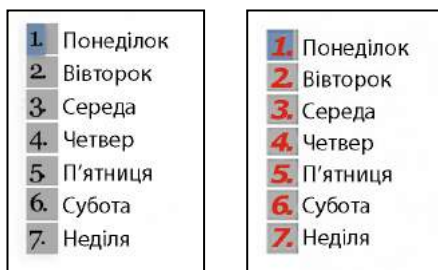 1. Понеділок
2. Вівторок
3. Середа
4. Четвер
5. П'ятниця
6. Субота
7. Неділя
1. Понеділок
2. Вівторок
3. Середа
4. Четвер
5. П'ятниця
6. Субота
7. Неділя